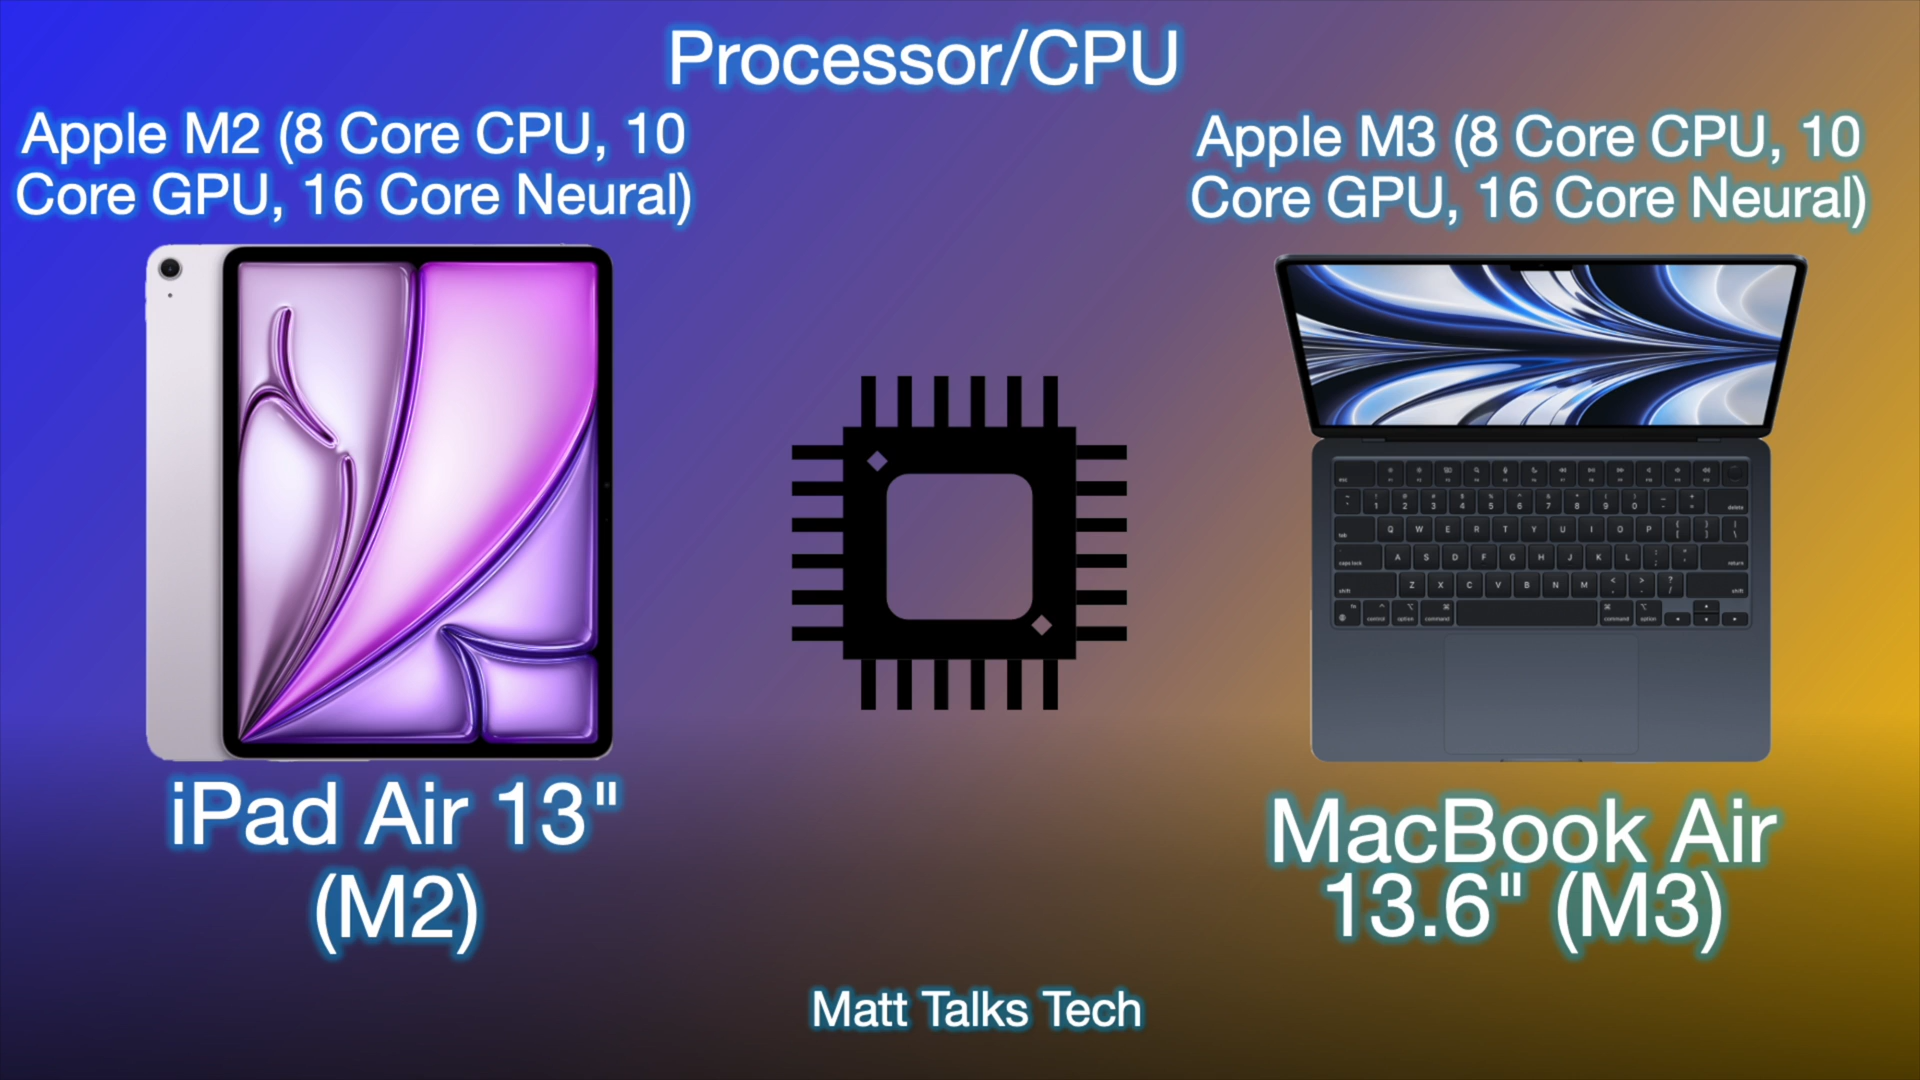 Processor/CPU
Apple M2 (8 Core CPU, 10
Core GPU, 16 Core Neural)
Apple M3 (8 Core CPU, 10
Core GPU, 16 Core Neural)
iPad Air 13"
(M2)
MacBook Air
13.6" (M3)
Matt Talks Tech